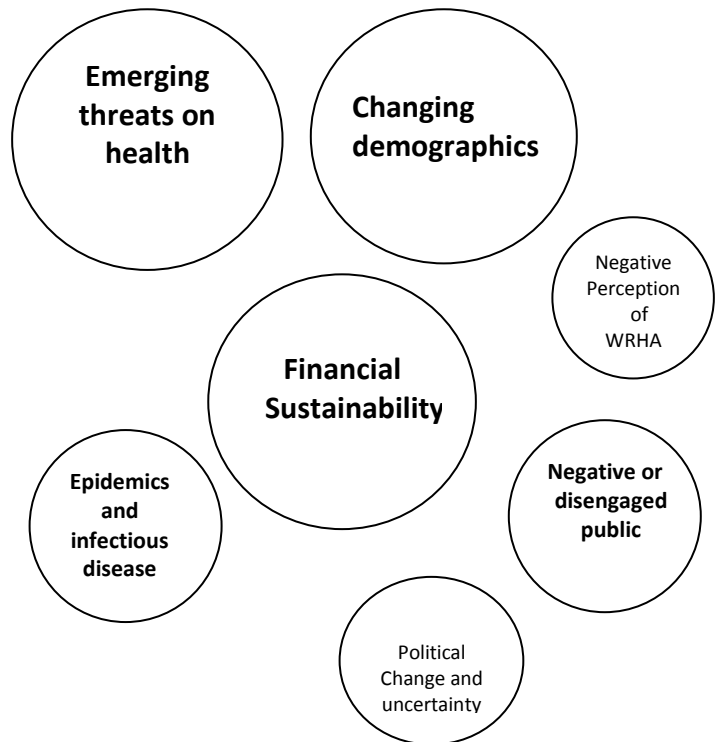 Emerging
threats on
health
Changing
demographics
Negative
Perception
of
WRHA
Financial
Sustainability
Epidemics
and
infectious
disease
Negative or
disengaged
public
Political
Change and
uncertainty